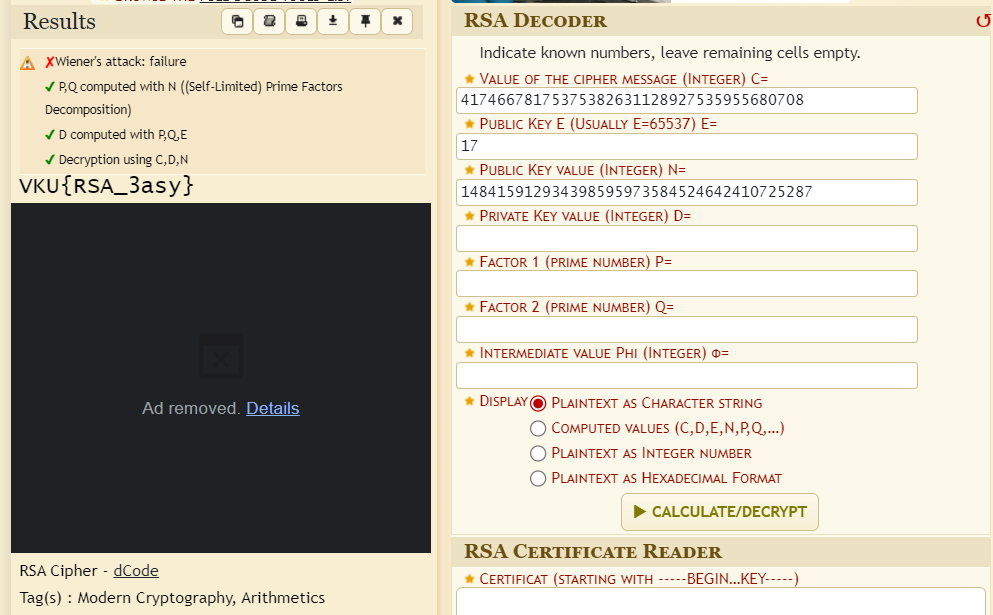 Results
Wiener's attack: failure
P,Q computed with N ((Self-Limited) Prime Factors
Decomposition)
D computed with P,Q,E
Decryption using C,D,N
VKU{RSA_3asy}
Ad removed. Details
RSA Cipher - dCode
Tag(s) : Modern Cryptography, Arithmetics
RSA Decoder
Indicate known numbers, leave remaining cells empty.
Value of the cipher message (Integer) C=
41746678175375382631128927535955680708
Public Key E (Usually E=65537) E=
17
Public Key value (Integer) N=
148415912934398595973584524642410725287
Private Key value (Integer) D=
Factor 1 (prime number) P=
Factor 2 (prime number) Q=
Intermediate value Phi (Integer) Φ=
Display
Plaintext as Character string
Computed values (C,D,E,N,P,Q,...)
Plaintext as Integer number
Plaintext as Hexadecimal Format
▶ Calculate/Decrypt
RSA Certificate Reader
Certificat (starting with -----BEGIN...KEY-----)